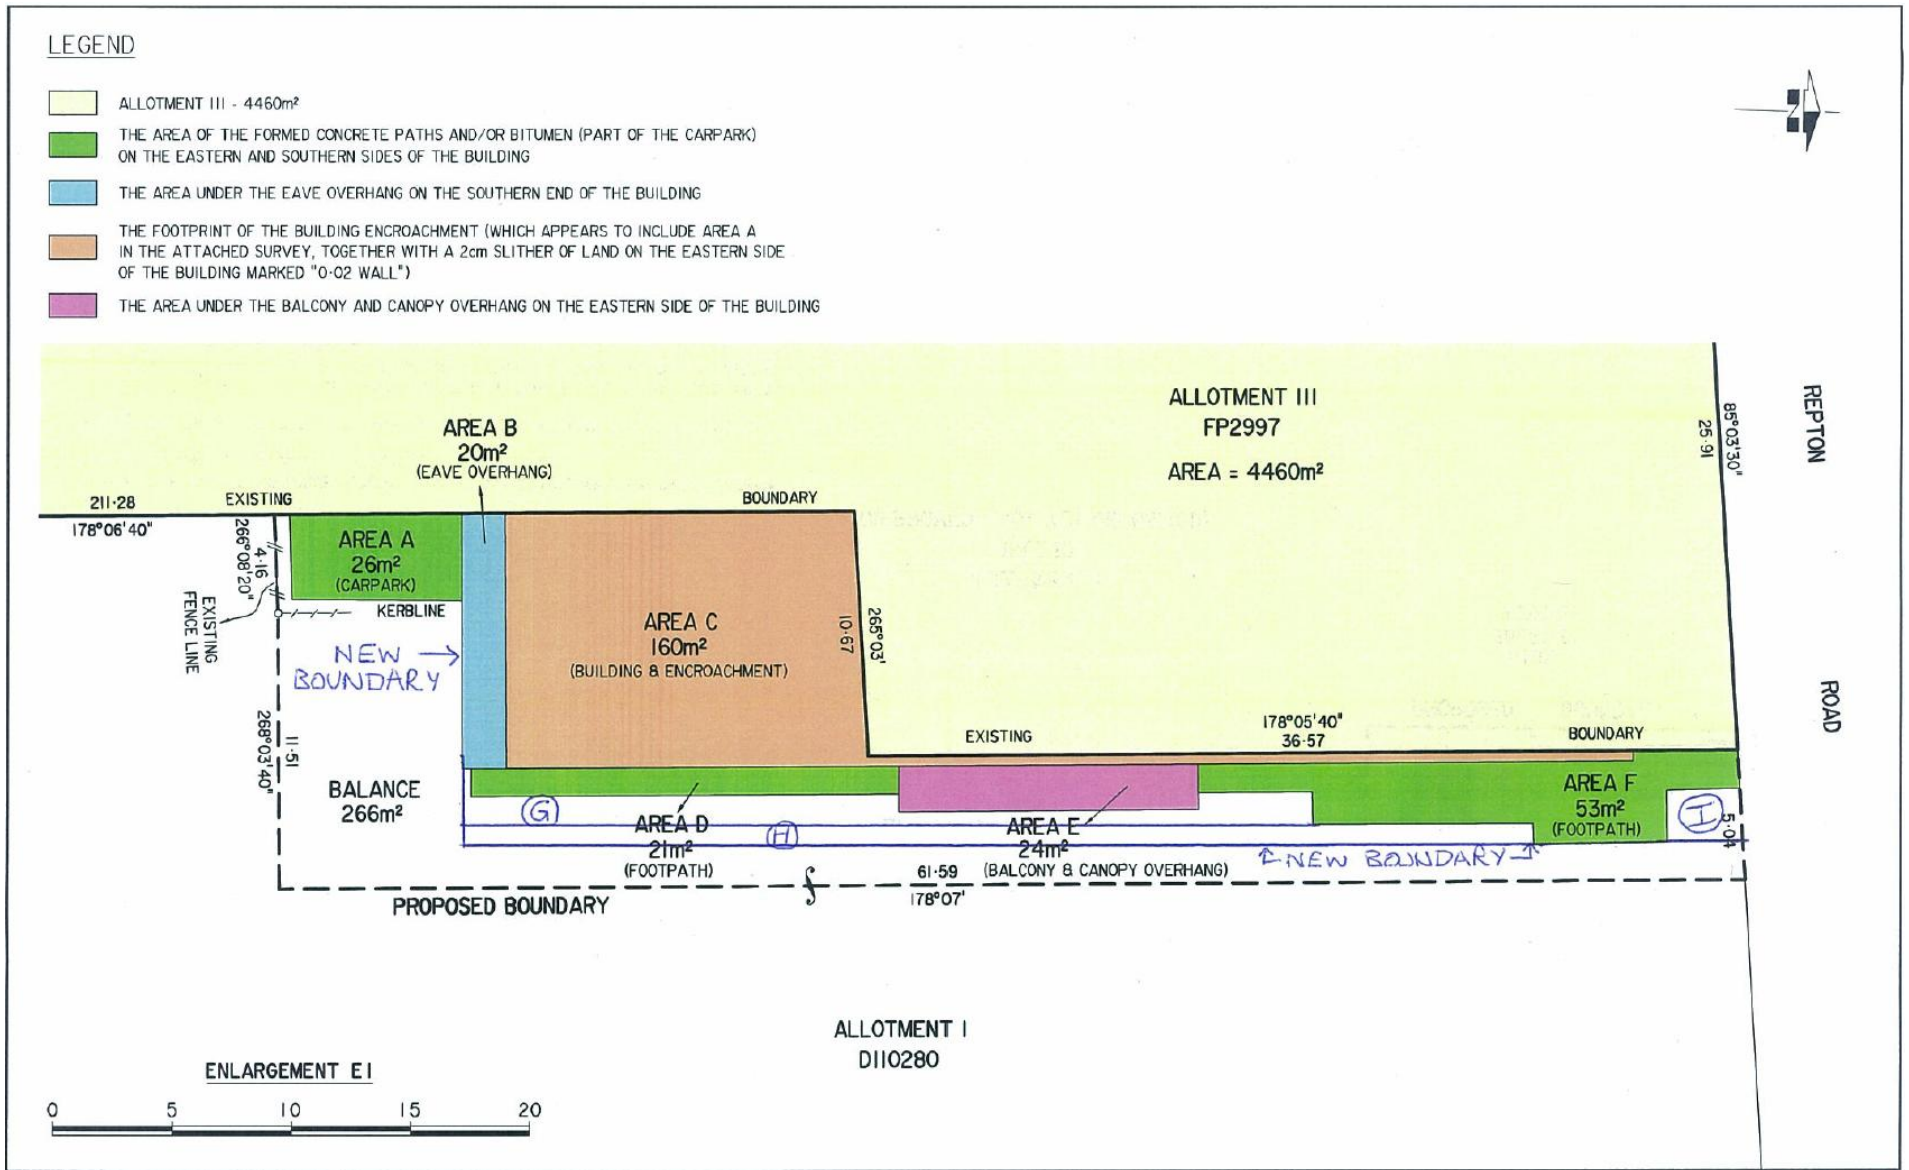 LEGEND
ALLOTMENT 111 - 4460m²
THE AREA OF THE FORMED CONCRETE PATHS AND/OR BITUMEN (PART OF THE CARPARK)
ON THE EASTERN AND SOUTHERN SIDES OF THE BUILDING
THE AREA UNDER THE EAVE OVERHANG ON THE SOUTHERN END OF THE BUILDING
THE FOOTPRINT OF THE BUILDING ENCROACHMENT (WHICH APPEARS TO INCLUDE AREA A
IN THE ATTACHED SURVEY, TOGETHER WITH A 2cm SLITHER OF LAND ON THE EASTERN SIDE
OF THE BUILDING MARKED "0·02 WALL")
THE AREA UNDER THE BALCONY AND CANOPY OVERHANG ON THE EASTERN SIDE OF THE BUILDING
ALLOTMENT 111
FP2997
AREA = 4460m²
85°03'30"
25·91
REPTON
ROAD
AREA B
20m²
(EAVE OVERHANG)
211·28
178°06'40"
EXISTING
BOUNDARY
266°08'20"
4·16
EXISTING
FENCE LINE
AREA A
26m²
(CARPARK)
KERBLINE
NEW
BOUNDARY
AREA C
160m²
(BUILDING & ENCROACHMENT)
10·67
265°03'
178°05'40"
36·57
EXISTING
BOUNDARY
268°03'40"
11·51
BALANCE
266m²
G
H
I
AREA D
21m²
(FOOTPATH)
AREA E
24m²
(BALCONY & CANOPY OVERHANG)
AREA F
53m²
(FOOTPATH)
5·04
NEW BOUNDARY
61·59
178°07'
PROPOSED BOUNDARY
ALLOTMENT 1
D110280
ENLARGEMENT E1
0 5 10 15 20